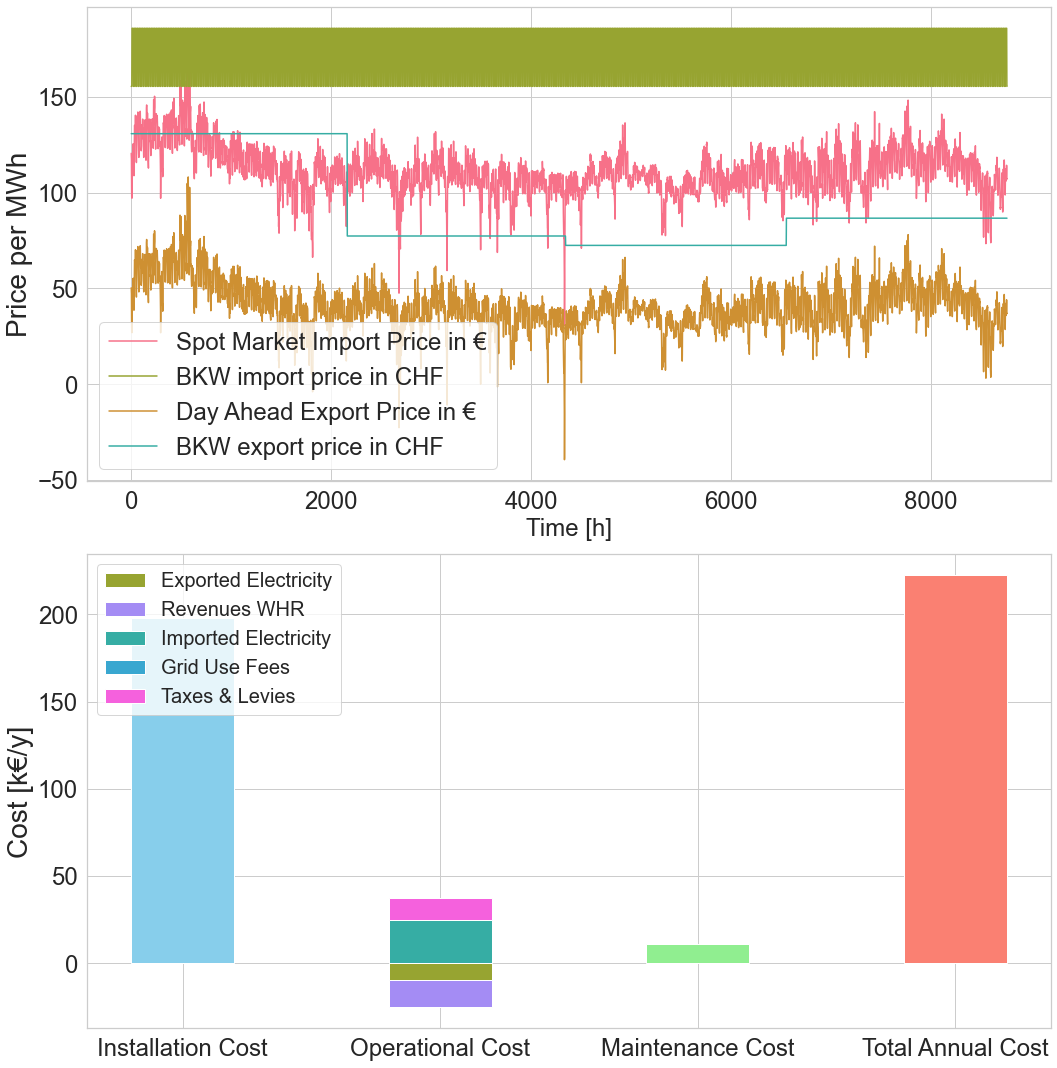 Price per MWh
150
100
50
0
−50
Spot Market Import Price in €
BKW import price in CHF
Day Ahead Export Price in €
BKW export price in CHF
0
2000
4000
6000
8000
Time [h]
Cost [k€/y]
200
150
100
50
0
Exported Electricity
Revenues WHR
Imported Electricity
Grid Use Fees
Taxes & Levies
Installation Cost
Operational Cost
Maintenance Cost
Total Annual Cost